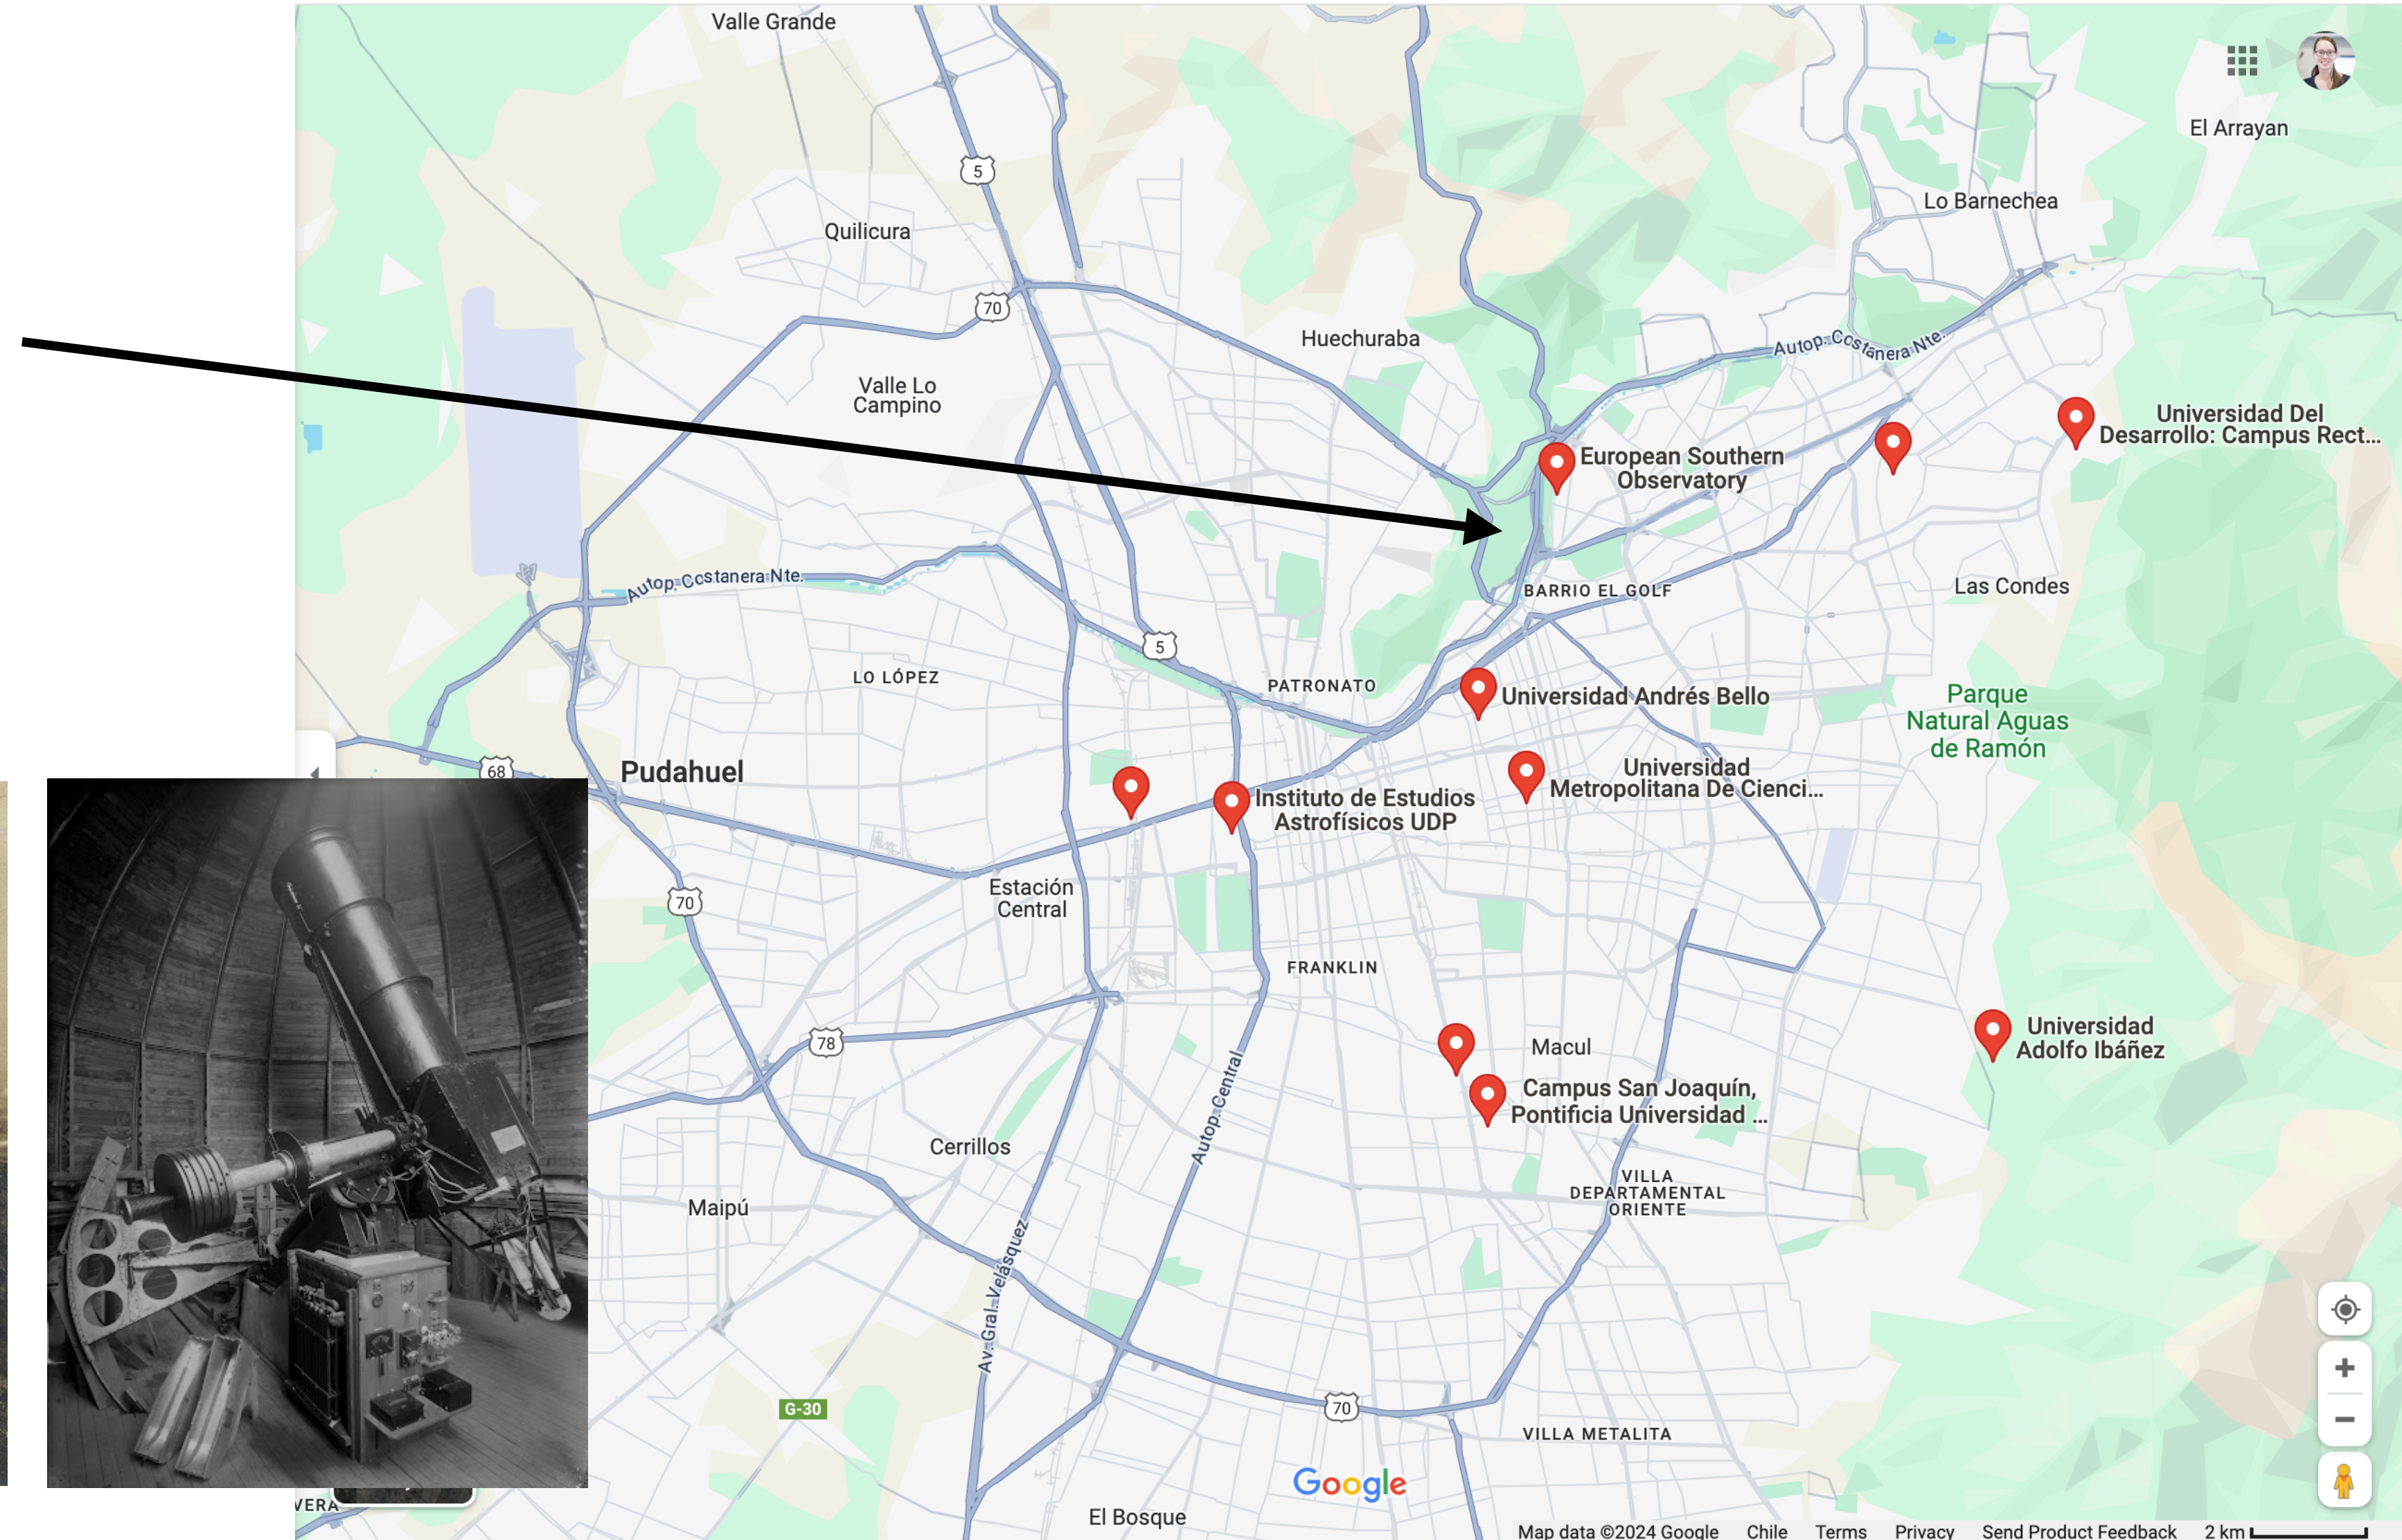 Valle Grande
El Arrayan
5
Lo Barnechea
Quilicura
70
Huechuraba
Autop. Costanera Nte.
Valle Lo
Campino
Universidad Del
Desarrollo: Campus Rect...
European Southern
Observatory
Autop. Costanera Nte.
BARRIO EL GOLF
Las Condes
5
LO LÓPEZ
PATRONATO
Universidad Andrés Bello
Parque
Natural Aguas
de Ramón
68
Pudahuel
Universidad
Metropolitana De Cienci...
Instituto de Estudios
Astrofísicos UDP
Estación
Central
70
FRANKLIN
Universidad
Adolfo Ibáñez
78
Macul
Campus San Joaquín,
Pontificia Universidad ...
Autop. Central
Cerrillos
Maipú
VILLA
DEPARTAMENTAL
ORIENTE
Av. Gral. Velásquez
G-30
70
VILLA METALITA
Google
VERA
El Bosque
Map data ©2024 Google Chile Terms Privacy Send Product Feedback 2 km